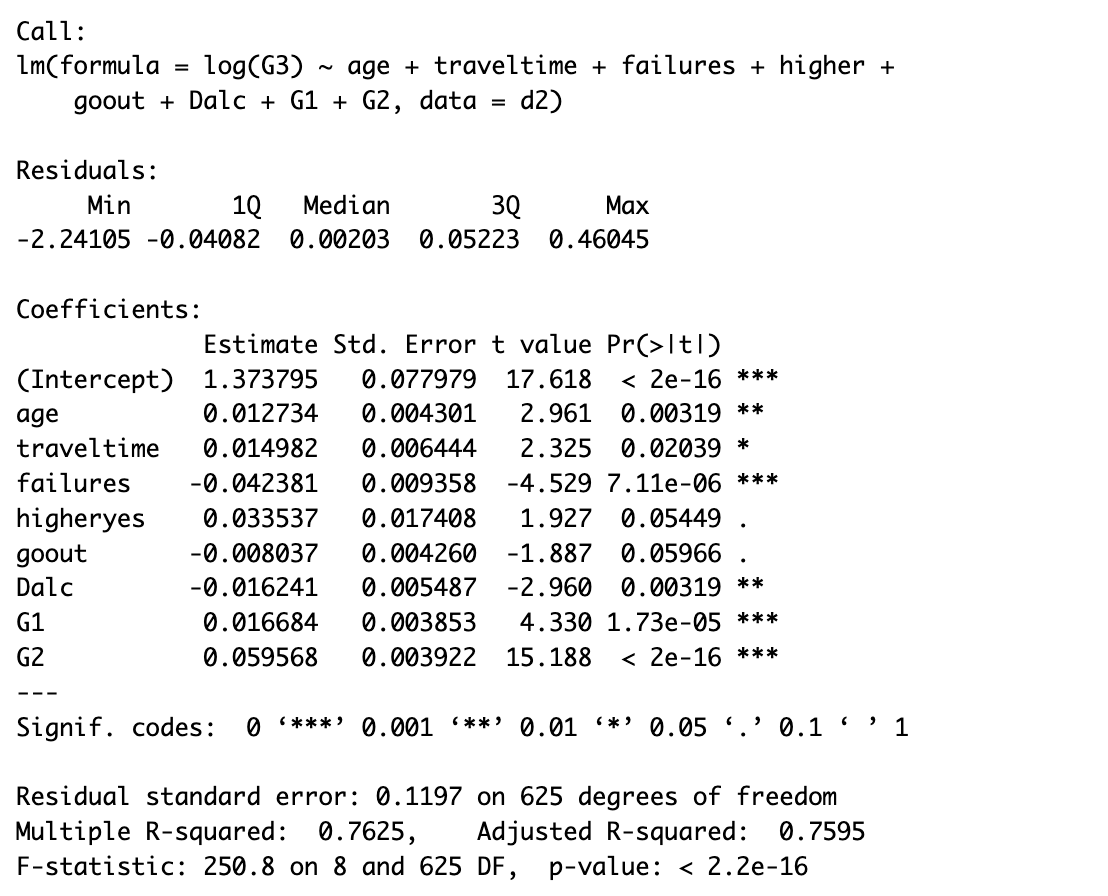 Call:
lm(formula = log(G3) ~ age + traveltime + failures + higher +
    goout + Dalc + G1 + G2, data = d2)

Residuals:
     Min       1Q   Median       3Q      Max
-2.24105 -0.04082  0.00203  0.05223  0.46045

Coefficients:
             Estimate Std. Error t value Pr(>|t|)
(Intercept)  1.373795   0.077979  17.618  < 2e-16 ***
age          0.012734   0.004301   2.961  0.00319 **
traveltime   0.014982   0.006444   2.325  0.02039 *
failures    -0.042381   0.009358  -4.529 7.11e-06 ***
higheryes    0.033537   0.017408   1.927  0.05449 .
goout       -0.008037   0.004260  -1.887  0.05966 .
Dalc        -0.016241   0.005487  -2.960  0.00319 **
G1           0.016684   0.003853   4.330 1.73e-05 ***
G2           0.059568   0.003922  15.188  < 2e-16 ***
---
Signif. codes:  0 ‘***’ 0.001 ‘**’ 0.01 ‘*’ 0.05 ‘.’ 0.1 ‘ ’ 1

Residual standard error: 0.1197 on 625 degrees of freedom
Multiple R-squared:  0.7625,	Adjusted R-squared:  0.7595
F-statistic: 250.8 on 8 and 625 DF,  p-value: < 2.2e-16